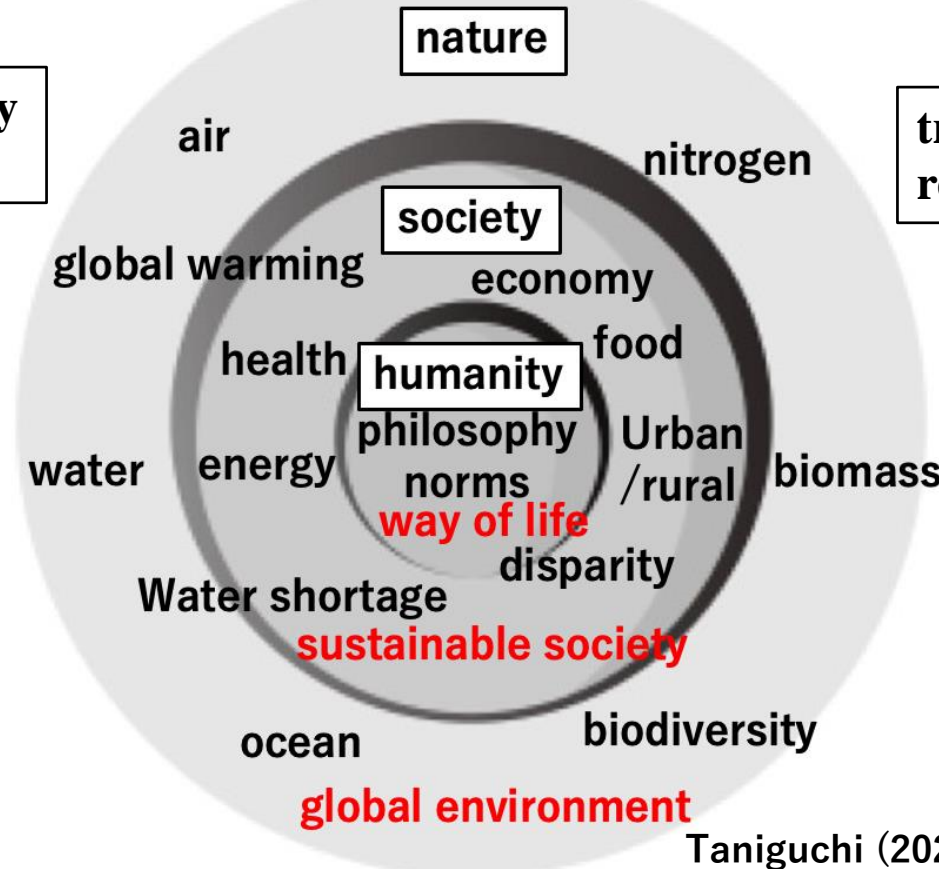 nature
air
nitrogen
society
global warming
economy
food
health
humanity
philosophy
Urban
water
energy
norms
/rural
biomass
way of life
disparity
Water shortage
sustainable society
ocean
biodiversity
global environment
Taniguchi